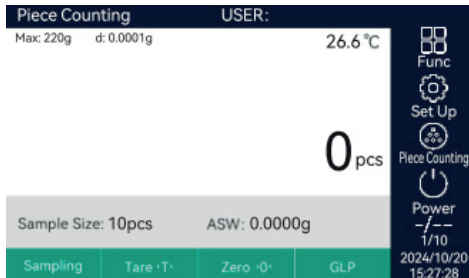 Piece Counting USER:
Max: 220g d: 0.0001g 26.6℃
0 pcs
Sample Size: 10pcs ASW: 0.0000g
Sampling Tare ·T· Zero ·0· GLP
Func
Set Up
Piece Counting
Power
-/--
1/10
2024/10/20
15:27:28